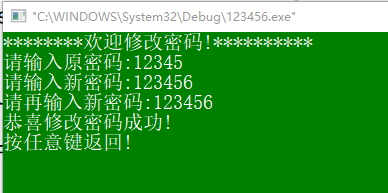 "C:\WINDOWS\System32\Debug\123456.exe"
********欢迎修改密码!**********
请输入原密码:12345
请输入新密码:123456
请再输入新密码:123456
恭喜修改密码成功!
按任意键返回!